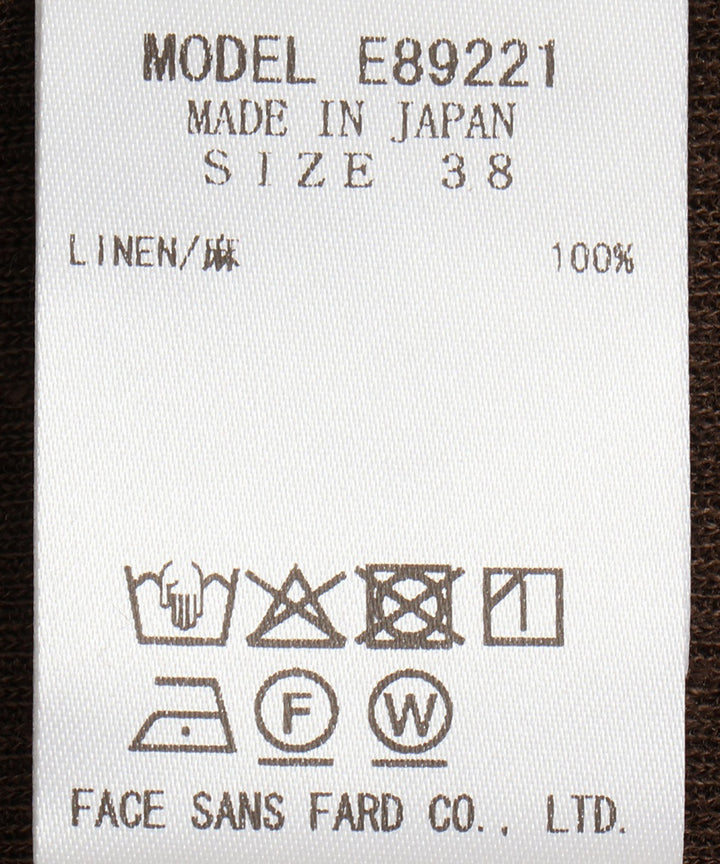 MODEL E89221
MADE IN JAPAN
SIZE 38
LINEN/麻 100%
F W
FACE SANS FARD CO., LTD.